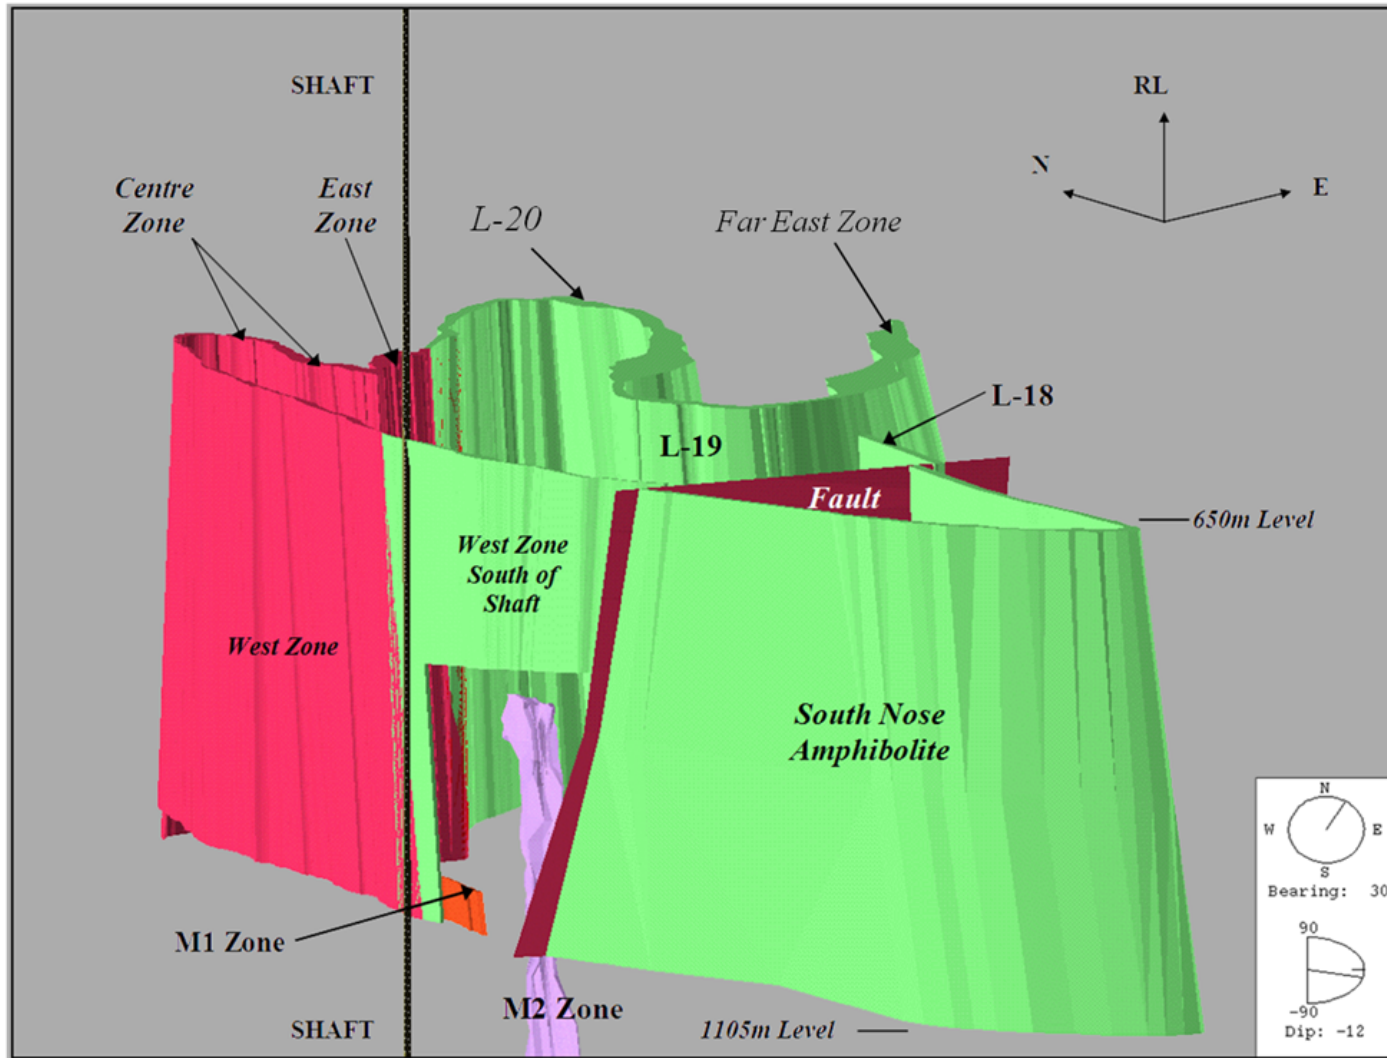 SHAFT
RL
N
E
Centre
Zone
East
Zone
L-20
Far East Zone
L-18
L-19
Fault
650m Level
West Zone
South of
Shaft
West Zone
South Nose
Amphibolite
M1 Zone
M2 Zone
SHAFT
1105m Level
N
W E
S
Bearing: 30
90
-90
Dip: -12